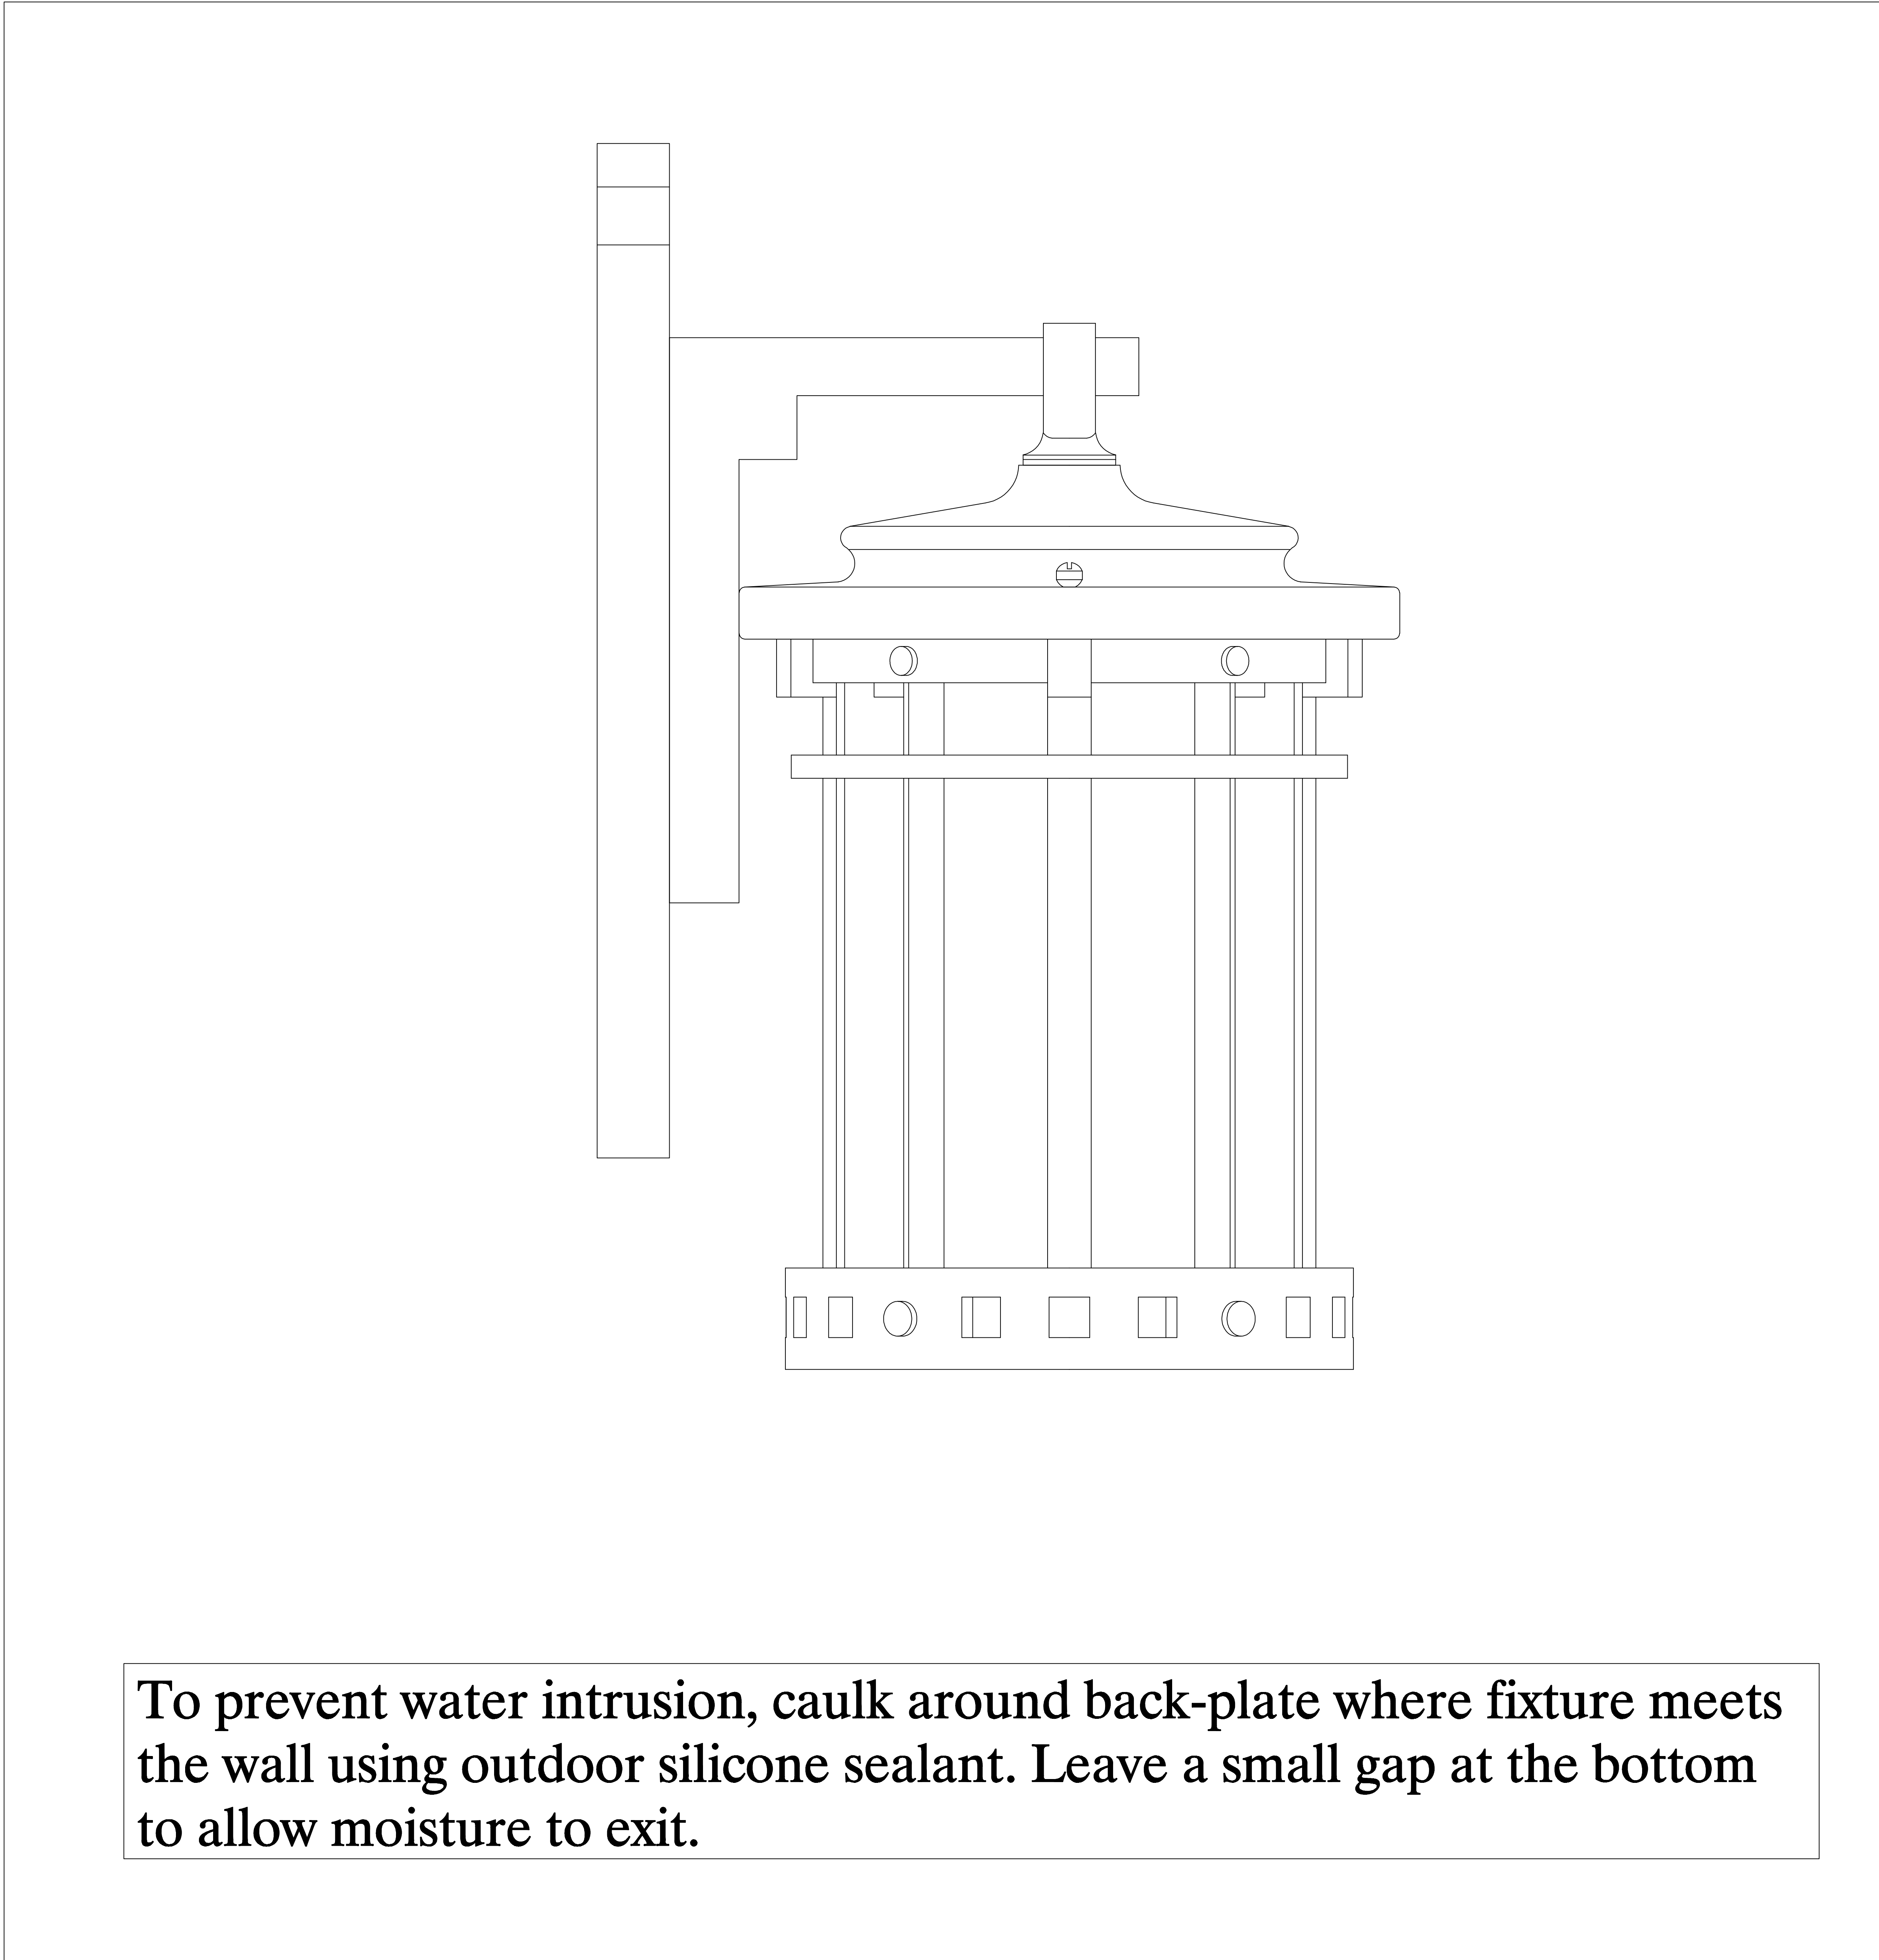 To prevent water intrusion, caulk around back-plate where fixture meets
the wall using outdoor silicone sealant. Leave a small gap at the bottom
to allow moisture to exit.